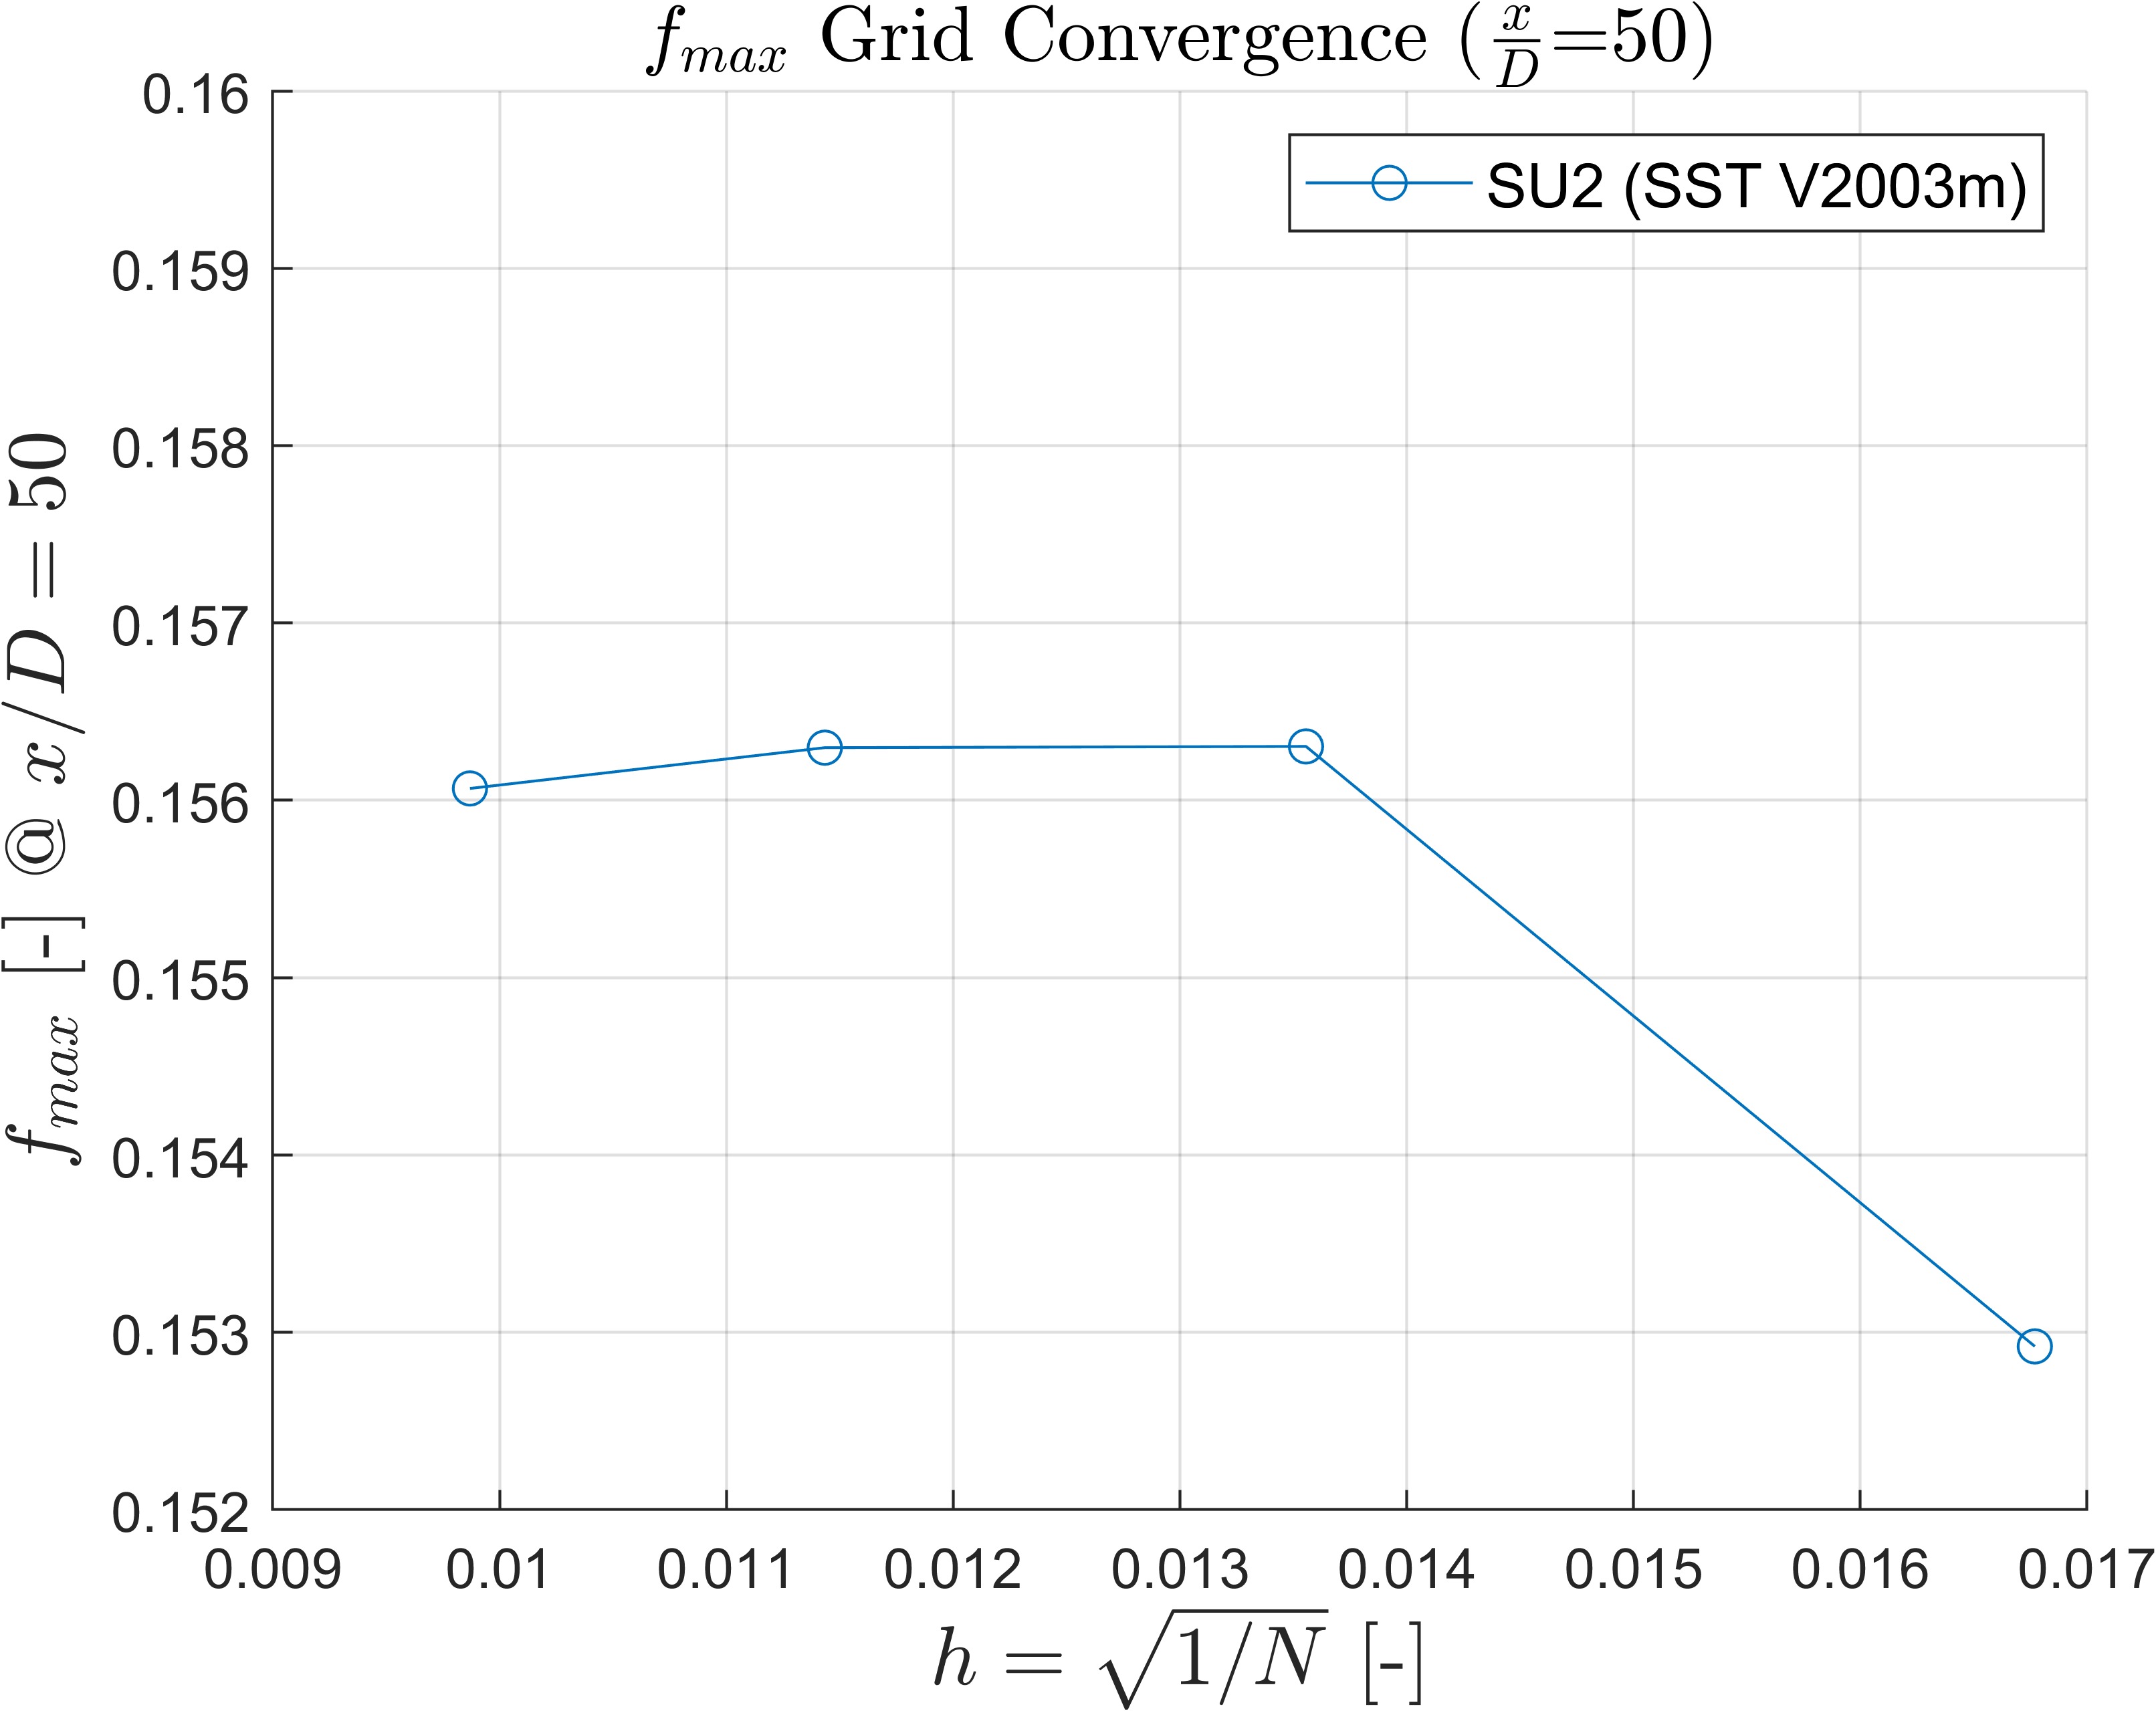 f_max Grid Convergence (x/D=50)
SU2 (SST V2003m)
f_max [-] @ x/D = 50
0.16
0.159
0.158
0.157
0.156
0.155
0.154
0.153
0.152
0.009 0.01 0.011 0.012 0.013 0.014 0.015 0.016 0.017
h = √1/N [-]